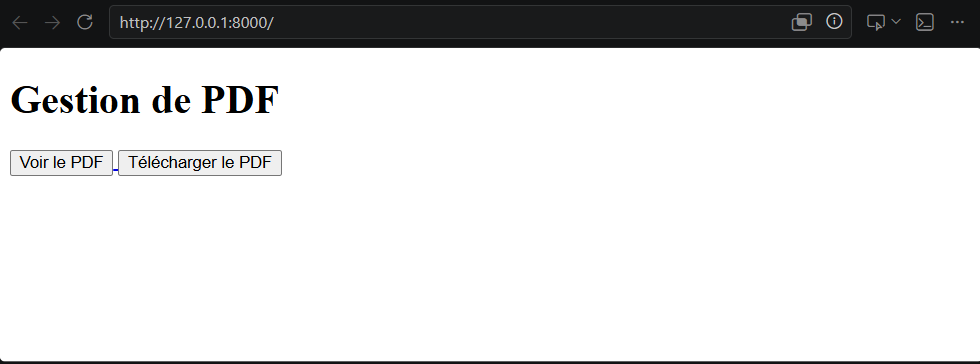 http://127.0.0.1:8000/
Gestion de PDF
Voir le PDF Télécharger le PDF